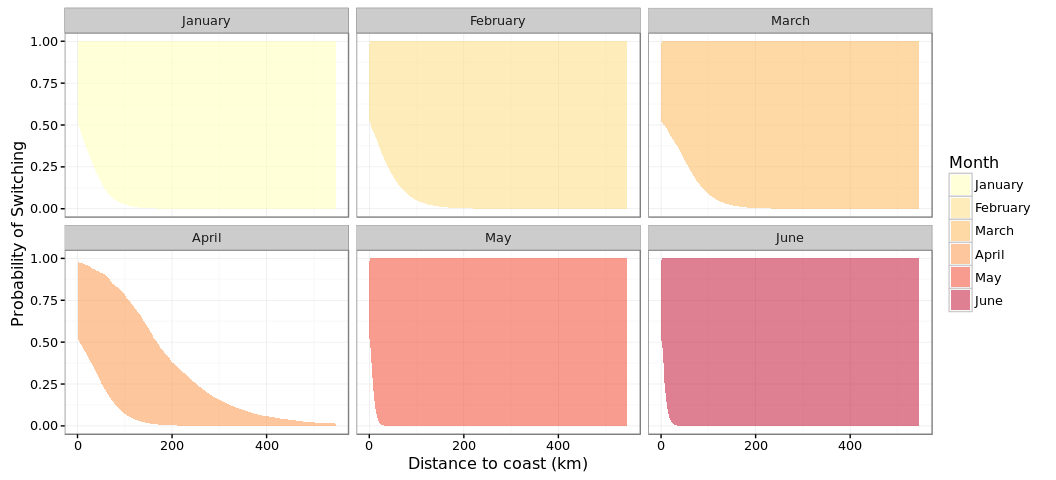 January
February
March
1.00
0.75
0.50
0.25
0.00
April
May
June
1.00
0.75
0.50
0.25
0.00
0
200
400
0
200
400
0
200
400
Distance to coast (km)
Probability of Switching
Month
January
February
March
April
May
June